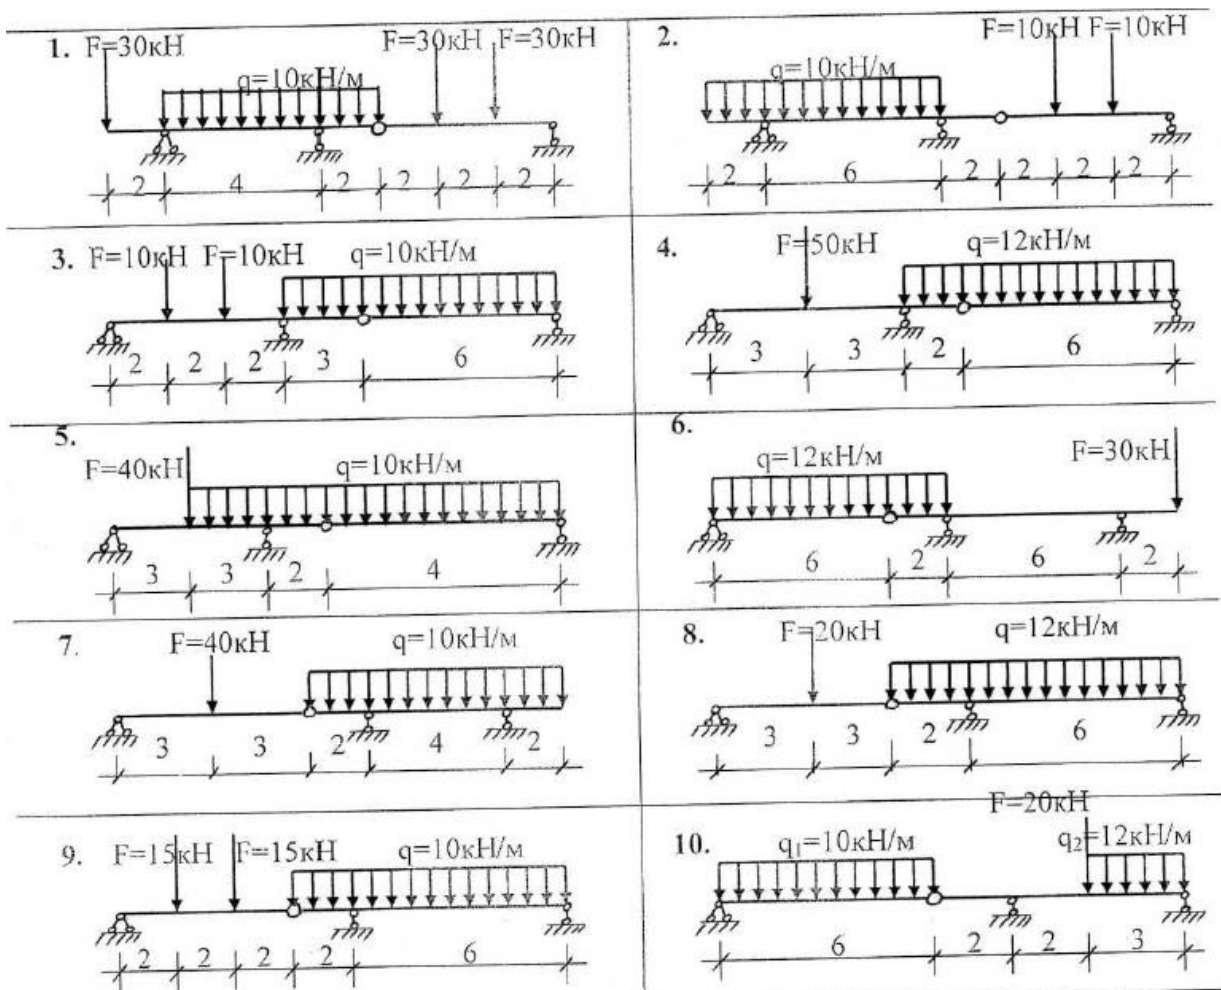 1. F=30кН F=30кН F=30кН
q=10кН/м
2 4 2 2 2 2
2. F=10кН F=10кН
q=10кН/м
2 6 2 2 2 2
3. F=10кН F=10кН q=10кН/м
2 2 2 3 6
4. F=50кН q=12кН/м
3 3 2 6
5.
F=40кН q=10кН/м
3 3 2 4
6.
q=12кН/м F=30кН
6 2 6 2
7. F=40кН q=10кН/м
3 3 2 4 2
8. F=20кН q=12кН/м
3 3 2 6
9. F=15кН F=15кН q=10кН/м
2 2 2 2 6
F=20кН
10. q₁=10кН/м q₂=12кН/м
6 2 2 3